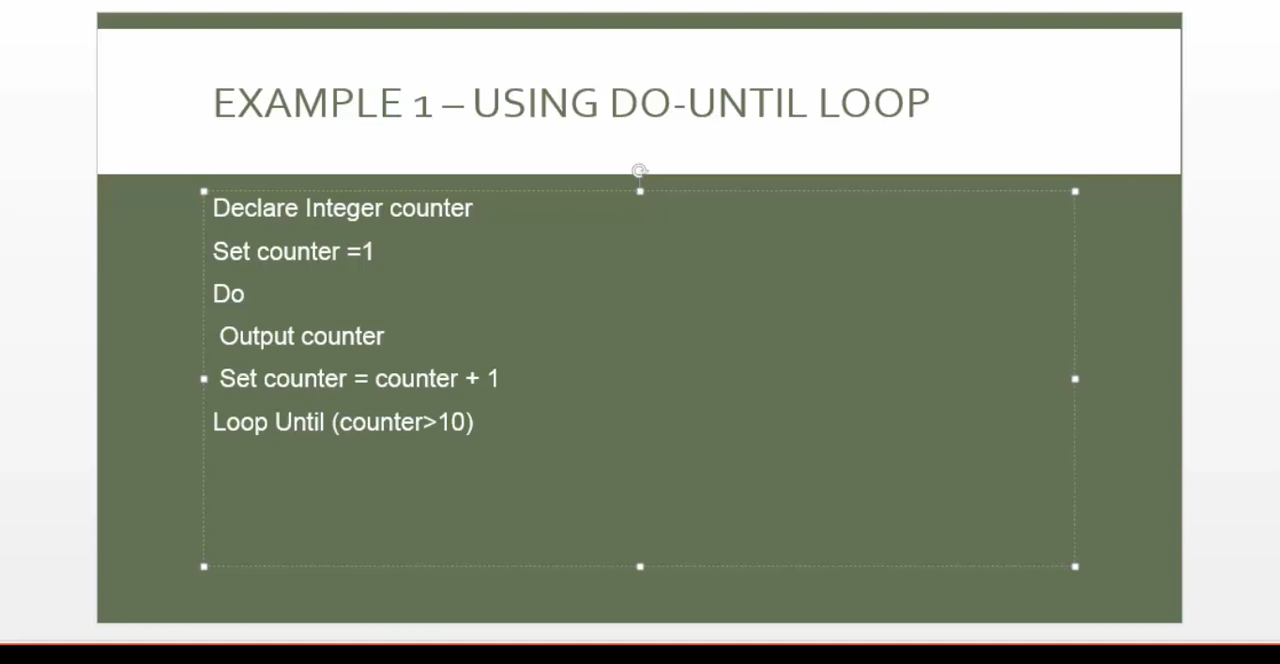 EXAMPLE 1 – USING DO-UNTIL LOOP
Declare Integer counter
Set counter =1
Do
Output counter
Set counter = counter + 1
Loop Until (counter>10)